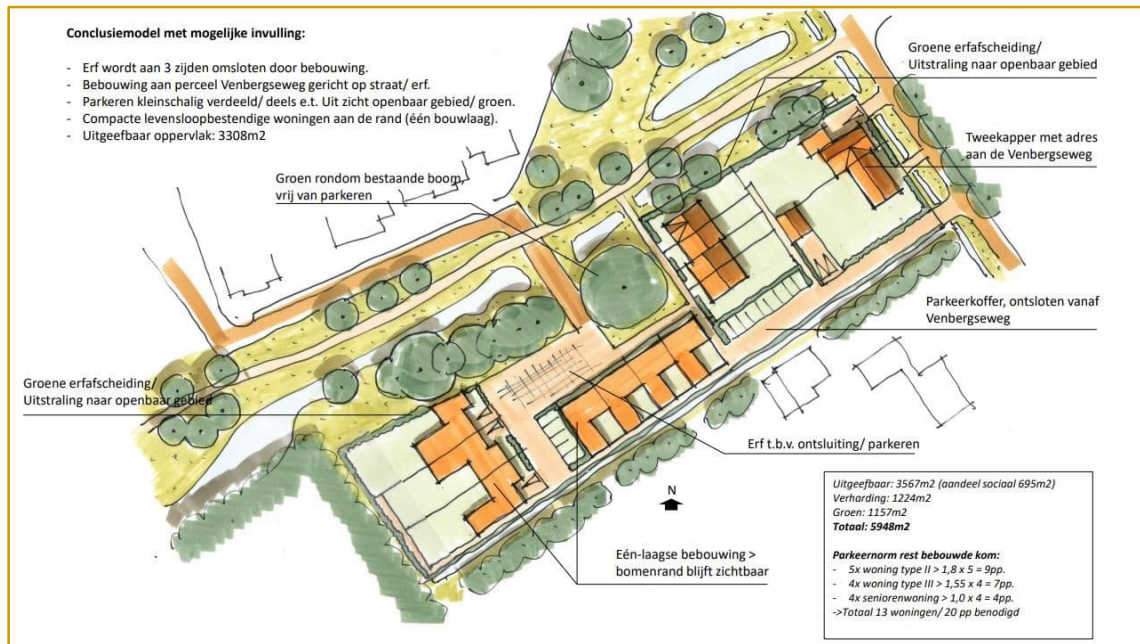 Conclusiemodel met mogelijke invulling:
- Erf wordt aan 3 zijden omsloten door bebouwing.
- Bebouwing aan perceel Venbergseweg gericht op straat/ erf.
- Parkeren kleinschalig verdeeld/ deels e.t. Uit zicht openbaar gebied/ groen.
- Compacte levensloopbestendige woningen aan de rand (één bouwlaag).
- Uitgeefbaar oppervlak: 3308m2
Groene erfafscheiding/
Uitstraling naar openbaar gebied
Tweekapper met adres
aan de Venbergseweg
Groen rondom bestaande boom,
vrij van parkeren
Parkeerkoffer, ontsloten vanaf
Venbergseweg
Groene erfafscheiding/
Uitstraling naar openbaar gebied
Erf t.b.v. ontsluiting/ parkeren
N
Eén-laagse bebouwing >
bomenrand blijft zichtbaar
Uitgeefbaar: 3567m2 (aandeel sociaal 695m2)
Verharding: 1224m2
Groen: 1157m2
Totaal: 5948m2
Parkeernorm rest bebouwde kom:
- 5x woning type II > 1,8 x 5 = 9pp.
- 4x woning type III > 1,55 x 4 = 7pp.
- 4x seniorenwoning > 1,0 x 4 = 4pp.
->Totaal 13 woningen/ 20 pp benodigd